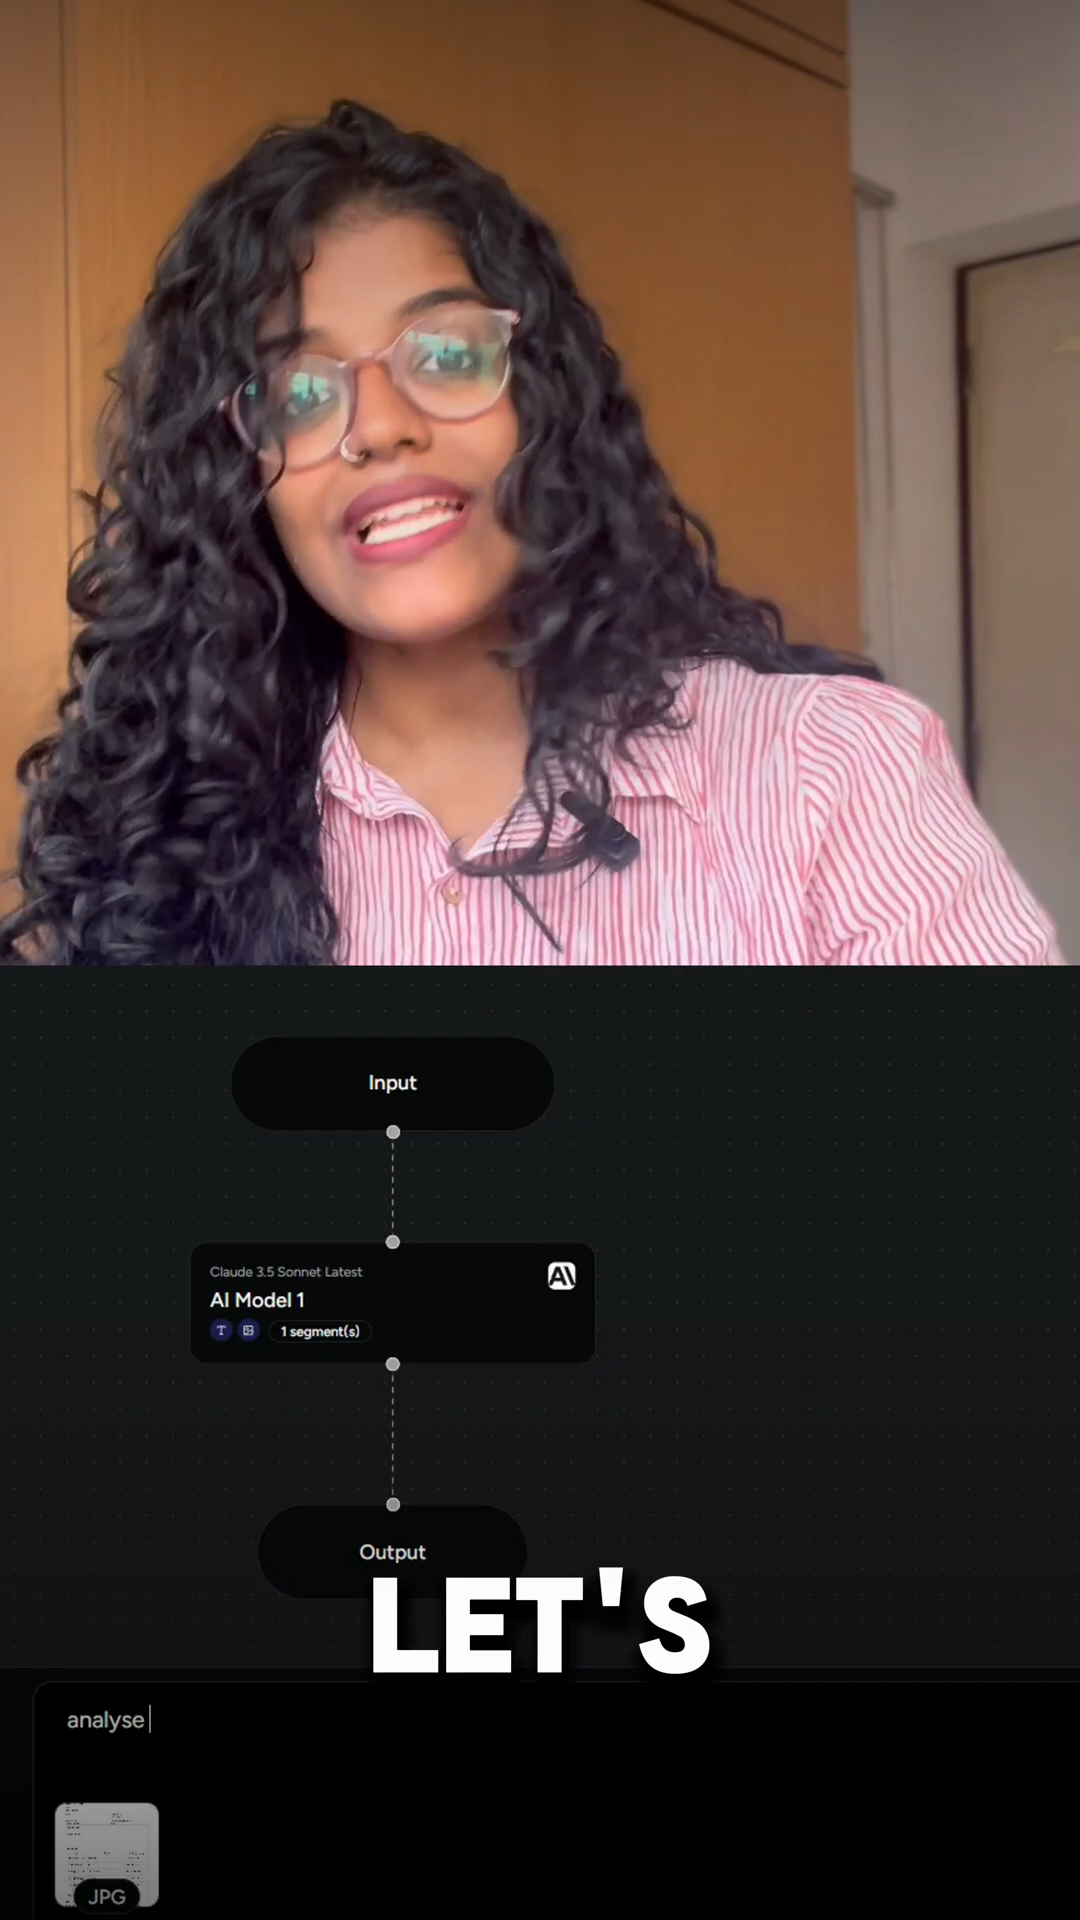 Input
Claude 3.5 Sonnet Latest
AI Model 1
T
1 segment(s)
Output
LET'S
analyse
JPG